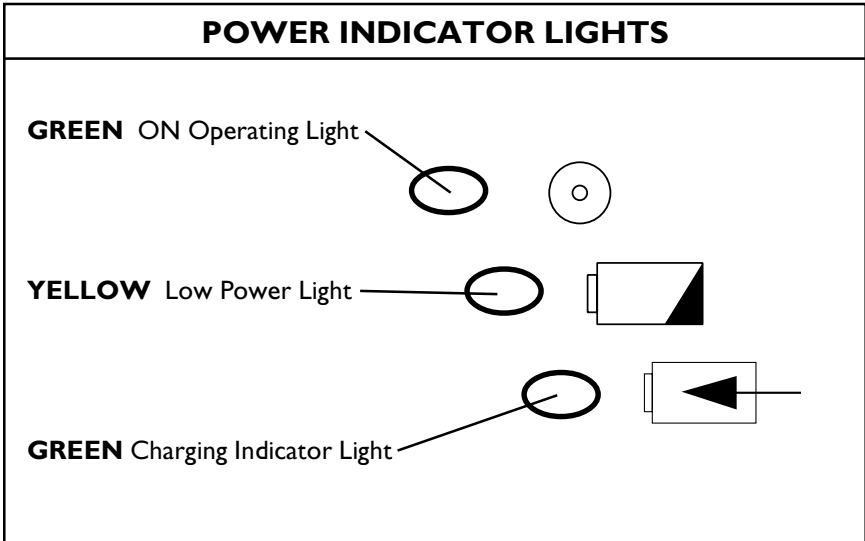 POWER INDICATOR LIGHTS
GREEN ON Operating Light
YELLOW Low Power Light
GREEN Charging Indicator Light